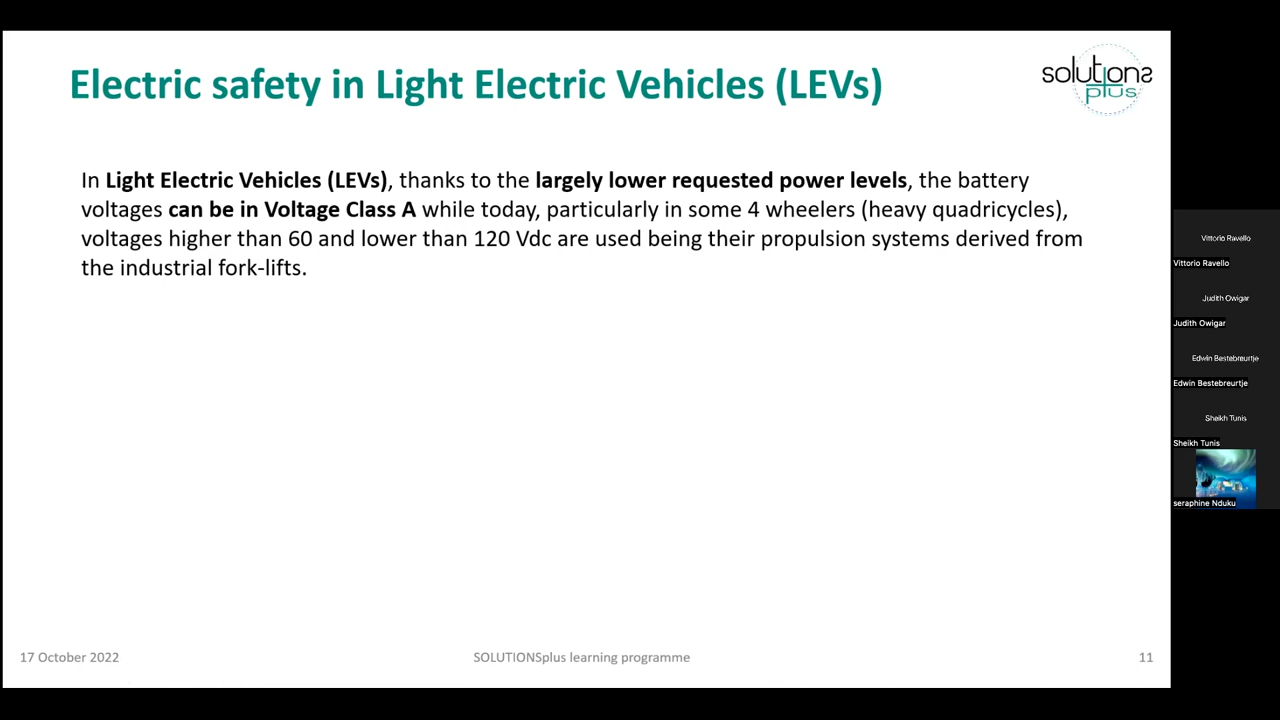 Electric safety in Light Electric Vehicles (LEVs)
solutions
plus
In Light Electric Vehicles (LEVs), thanks to the largely lower requested power levels, the battery
voltages can be in Voltage Class A while today, particularly in some 4 wheelers (heavy quadricycles),
voltages higher than 60 and lower than 120 Vdc are used being their propulsion systems derived from
the industrial fork-lifts.
Vittorio Ravello
Vittorio Ravello
Judith Owigar
Judith Owigar
Edwin Bestebreurtje
Edwin Bestebreurtje
Sheikh Tunis
Sheikh Tunis
seraphine Nduku
17 October 2022
SOLUTIONSplus learning programme
11